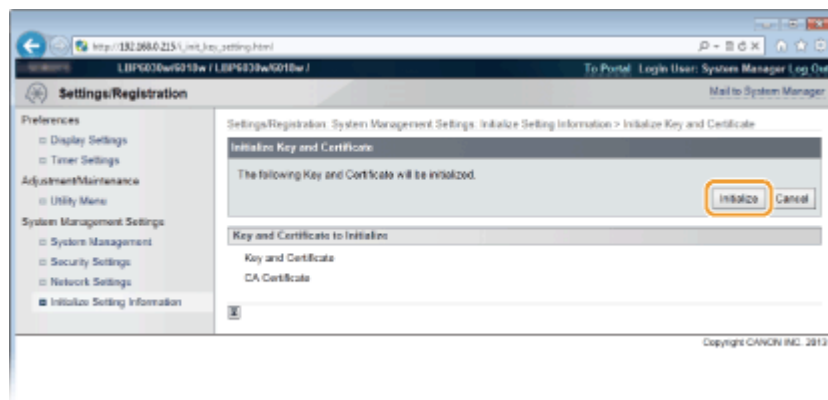 http://192.168.0.215/i_init_key_setting.html
LBP6030w/6018w / LBP6030w/6018w /
To Portal Login User: System Manager Log Out
Settings/Registration
Mail to System Manager
Preferences
Display Settings
Timer Settings
Adjustment/Maintenance
Utility Menu
System Management Settings
System Management
Security Settings
Network Settings
Initialize Setting Information
Settings/Registration: System Management Settings: Initialize Setting Information > Initialize Key and Certificate
Initialize Key and Certificate
The following Key and Certificate will be initialized.
Initialize
Cancel
Key and Certificate to Initialize
Key and Certificate
CA Certificate
Copyright CANON INC. 2013